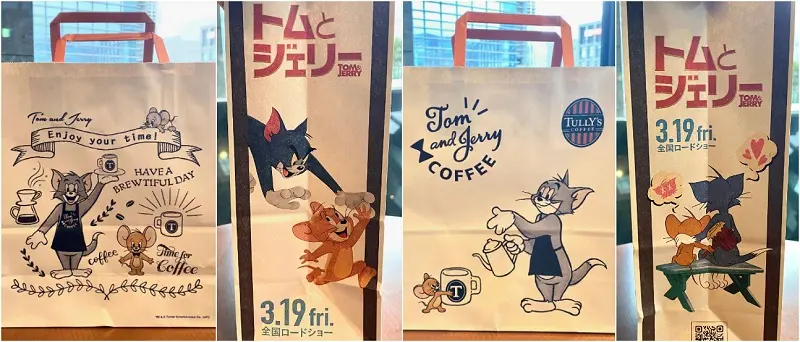 Tom and Jerry
Enjoy your time!
T
HAVE A
BREWTIFUL DAY
T
coffee
Time for
Coffee
トムと
ジェリー
TOM&
JERRY
3.19 fri.
全国ロードショー
Tom
and Jerry
COFFEE
TULLY'S
COFFEE
T
トムと
ジェリー
TOM&
JERRY
3.19 fri.
全国ロードショー